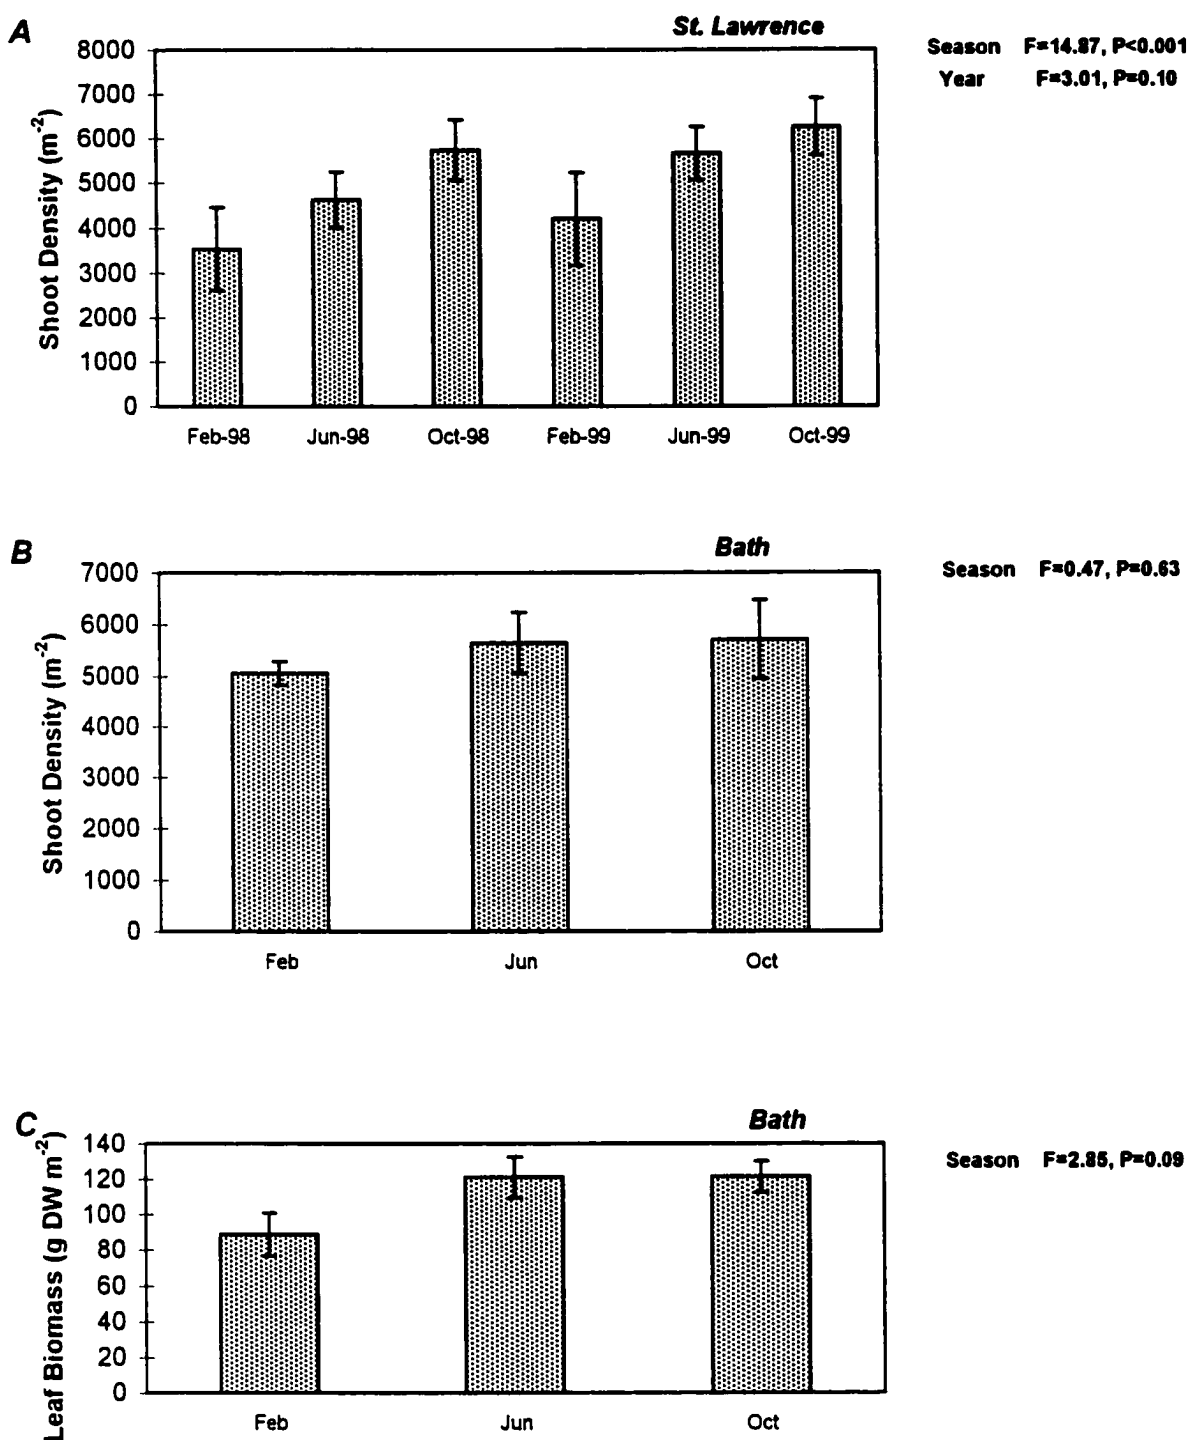 A
St. Lawrence
Season F=14.87, P<0.001
Year F=3.01, P=0.10
Shoot Density (m-2)
8000
7000
6000
5000
4000
3000
2000
1000
0
Feb-98 Jun-98 Oct-98 Feb-99 Jun-99 Oct-99
B
Bath
Season F=0.47, P=0.63
Shoot Density (m-2)
7000
6000
5000
4000
3000
2000
1000
0
Feb Jun Oct
C
Bath
Season F=2.85, P=0.09
Leaf Biomass (g DW m-2)
140
120
100
80
60
40
20
0
Feb Jun Oct